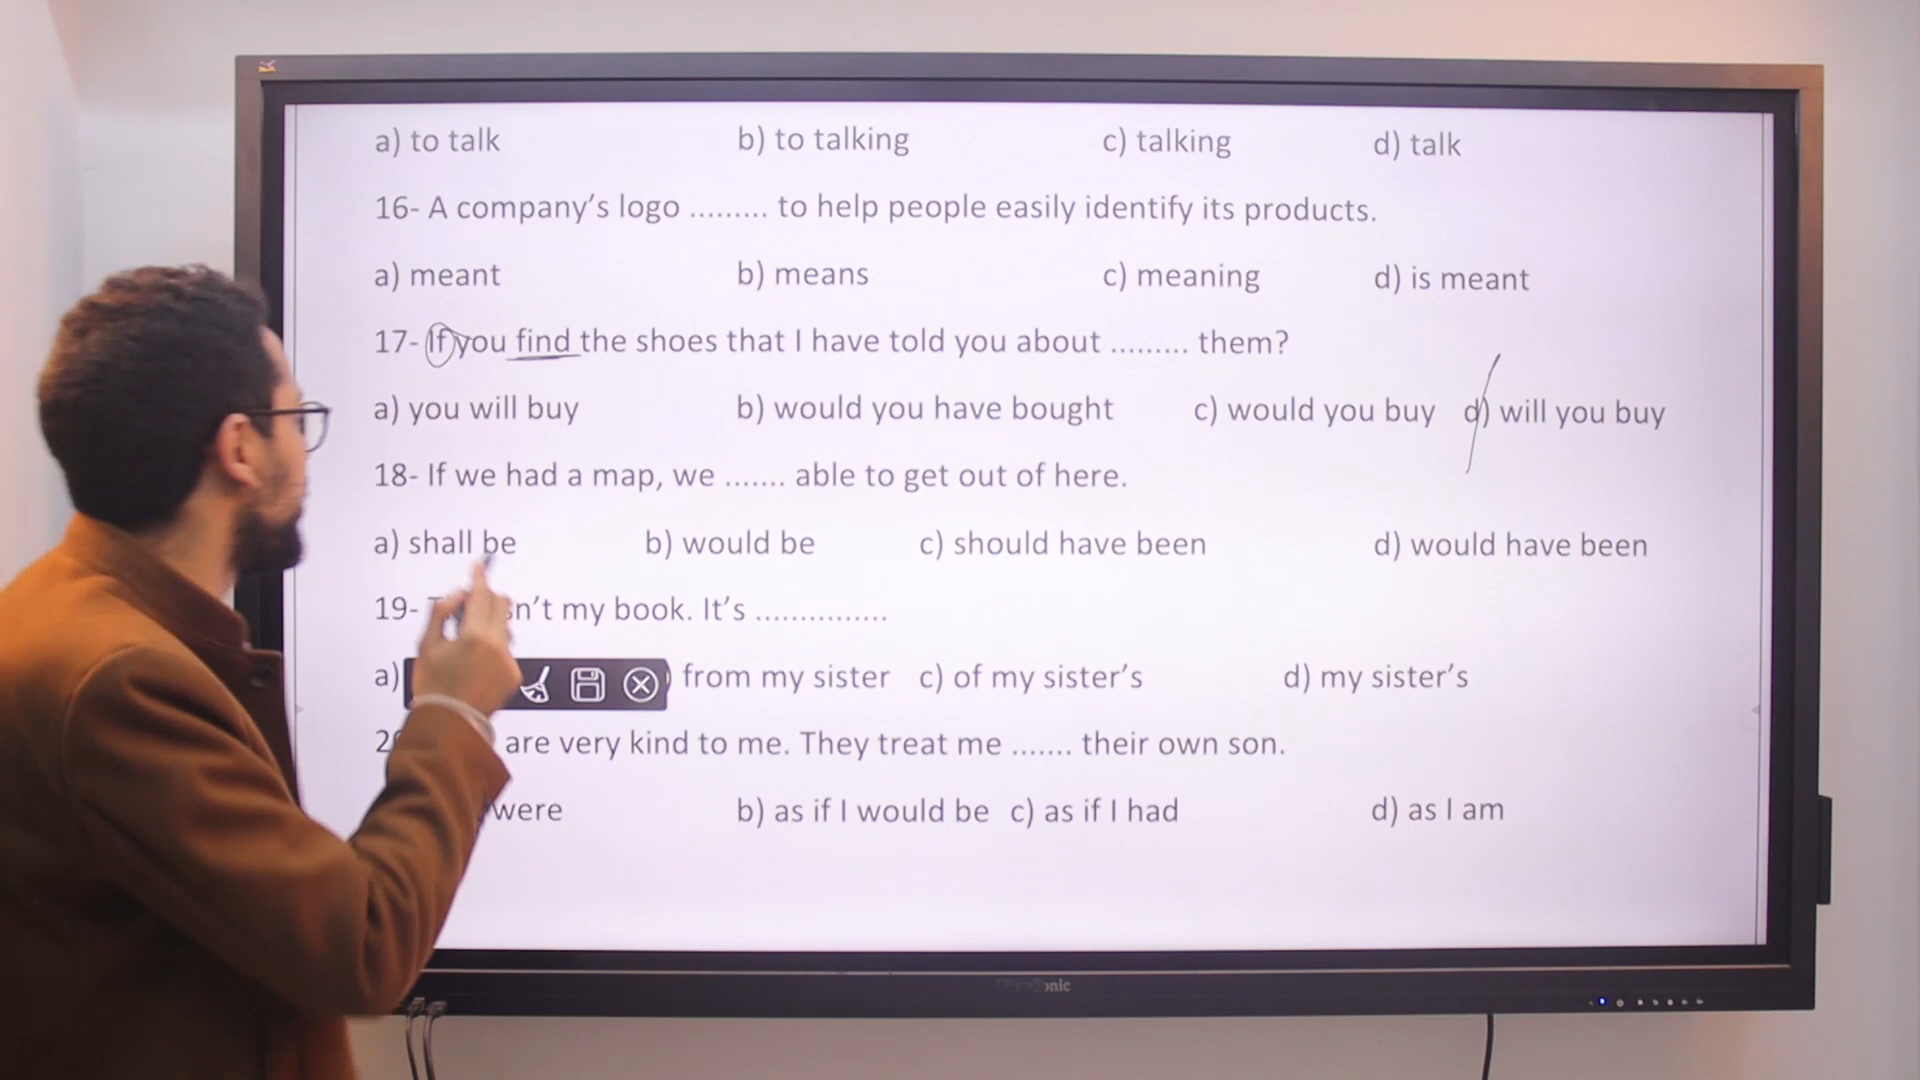 a) to talk b) to talking c) talking d) talk
16- A company’s logo ......... to help people easily identify its products.
a) meant b) means c) meaning d) is meant
17- If you find the shoes that I have told you about ......... them?
a) you will buy b) would you have bought c) would you buy d) will you buy
18- If we had a map, we ....... able to get out of here.
a) shall be b) would be c) should have been d) would have been
19- my book. It’s ...............
a) from my sister c) of my sister’s d) my sister’s
are very kind to me. They treat me ....... their own son.
were b) as if I would be c) as if I had d) as I am